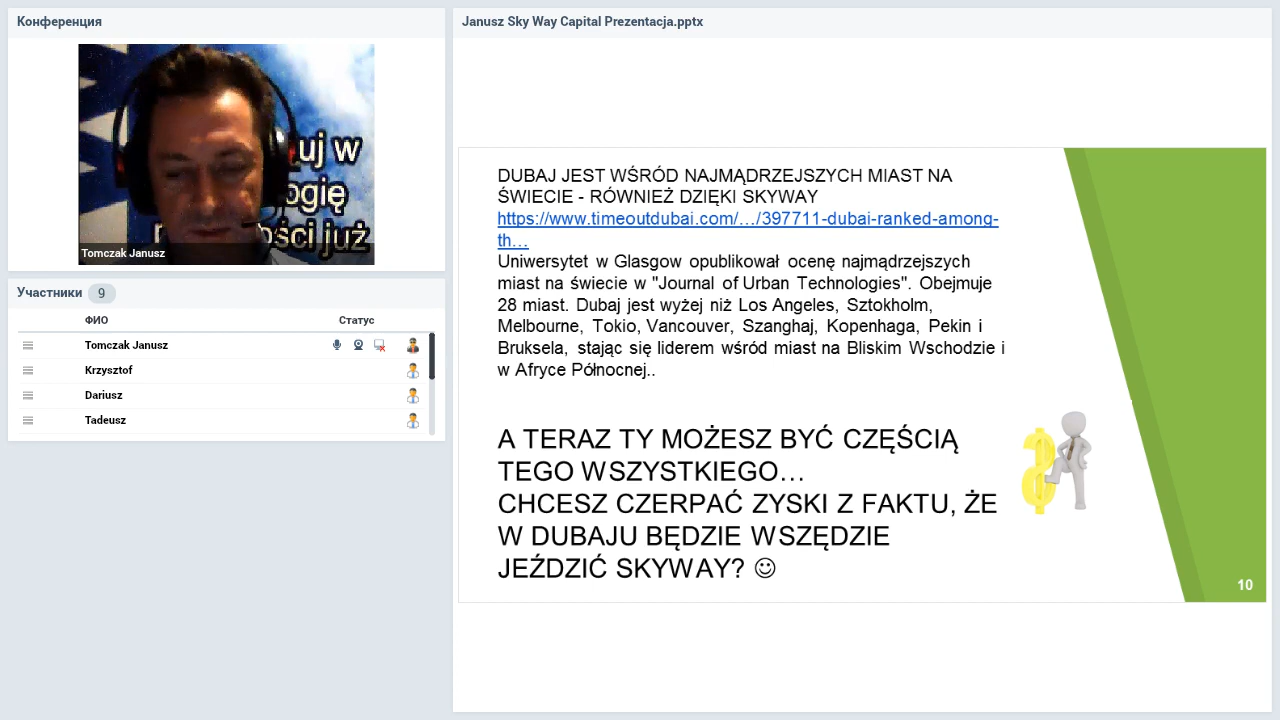 Конференция
uj w
ogię
ości już
Tomczak Janusz
Участники 9
ФИО Статус
Tomczak Janusz
Krzysztof
Dariusz
Tadeusz
Janusz Sky Way Capital Prezentacja.pptx
DUBAJ JEST WŚRÓD NAJMĄDRZEJSZYCH MIAST NA
ŚWIECIE - RÓWNIEŻ DZIĘKI SKYWAY
https://www.timeoutdubai.com/…/397711-dubai-ranked-among-
th…
Uniwersytet w Glasgow opublikował ocenę najmądrzejszych
miast na świecie w "Journal of Urban Technologies". Obejmuje
28 miast. Dubaj jest wyżej niż Los Angeles, Sztokholm,
Melbourne, Tokio, Vancouver, Szanghaj, Kopenhaga, Pekin i
Bruksela, stając się liderem wśród miast na Bliskim Wschodzie i
w Afryce Północnej..
A TERAZ TY MOŻESZ BYĆ CZĘŚCIĄ
TEGO WSZYSTKIEGO…
CHCESZ CZERPAĆ ZYSKI Z FAKTU, ŻE
W DUBAJU BĘDZIE WSZĘDZIE
JEŹDZIĆ SKYWAY? ☺
10